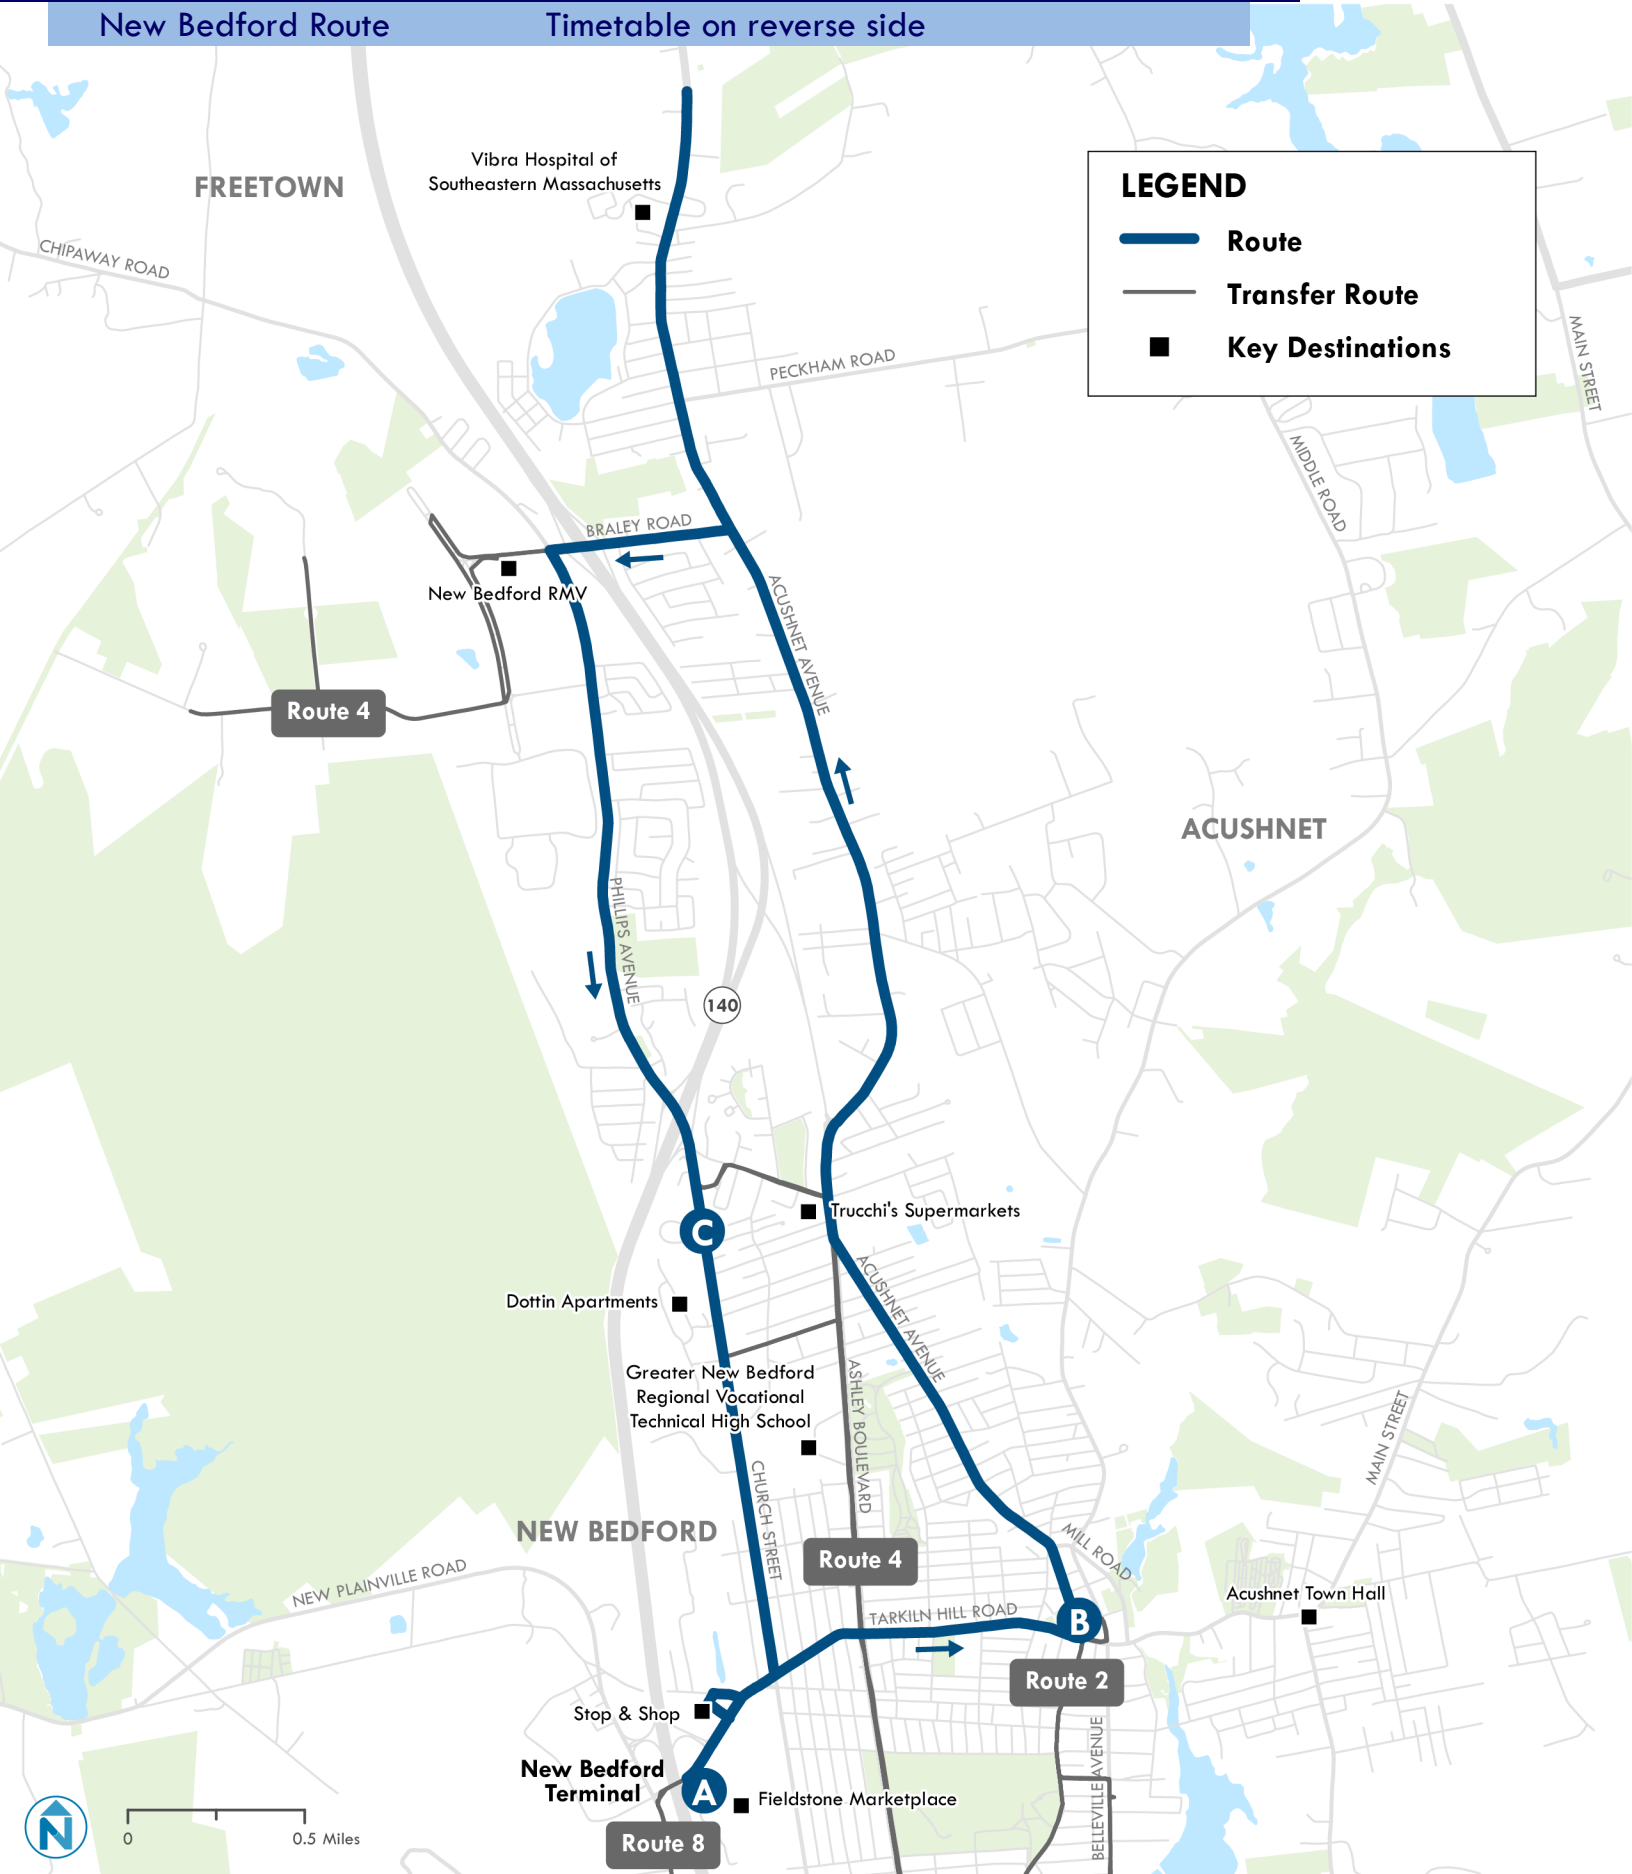 New Bedford Route
Timetable on reverse side
Vibra Hospital of
Southeastern Massachusetts
FREETOWN
CHIPAWAY ROAD
LEGEND
Route
Transfer Route
Key Destinations
MAIN STREET
PECKHAM ROAD
MIDDLE ROAD
BRALEY ROAD
New Bedford RMV
ACUSHNET AVENUE
Route 4
ACUSHNET
PHILLIPS AVENUE
140
Trucchi's Supermarkets
C
ACUSHNET AVENUE
Dottin Apartments
Greater New Bedford
Regional Vocational
Technical High School
ASHLEY BOULEVARD
MAIN STREET
CHURCH STREET
NEW BEDFORD
MILL ROAD
Route 4
NEW PLAINVILLE ROAD
Acushnet Town Hall
TARKILN HILL ROAD
B
Route 2
Stop & Shop
BELLEVILLE AVENUE
New Bedford
Terminal
A
Fieldstone Marketplace
N
0
0.5 Miles
Route 8